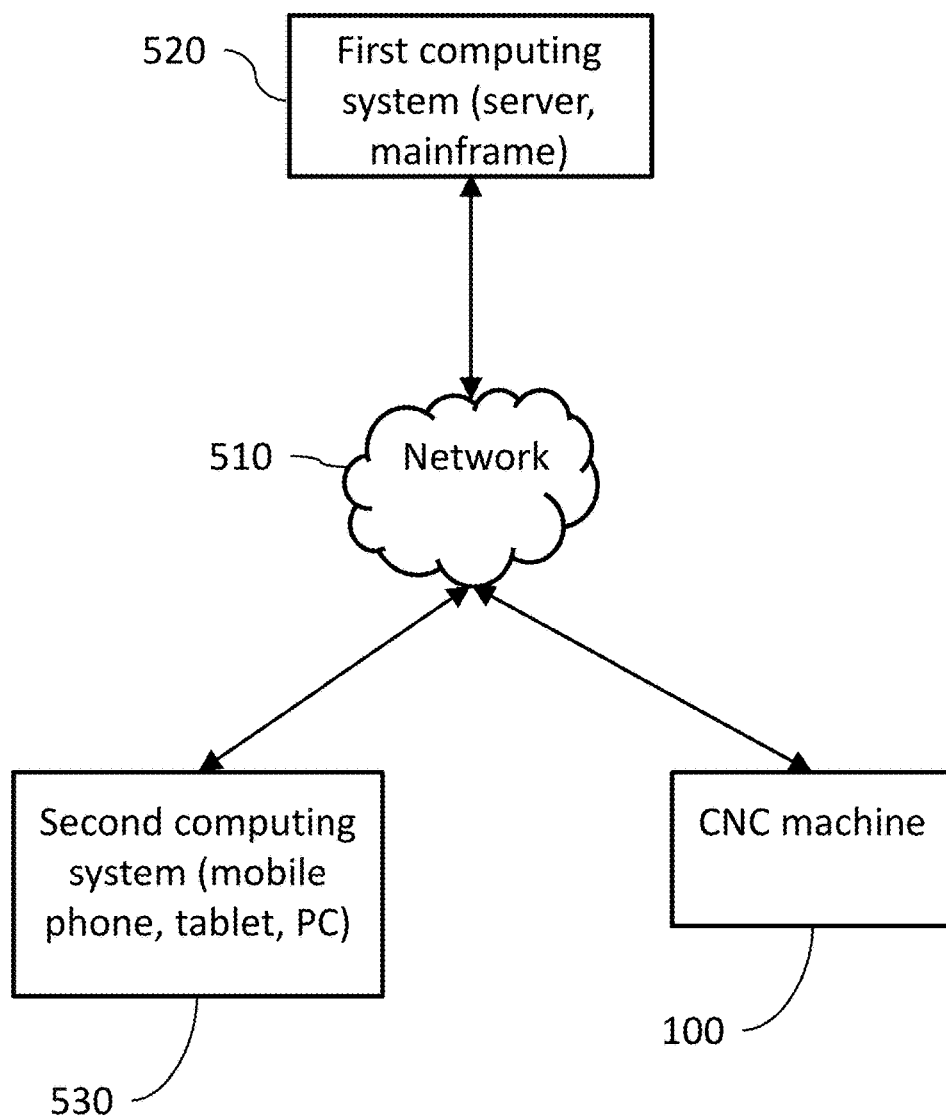 520
First computing
system (server,
mainframe)
510
Network
Second computing
system (mobile
phone, tablet, PC)
CNC machine
530
100